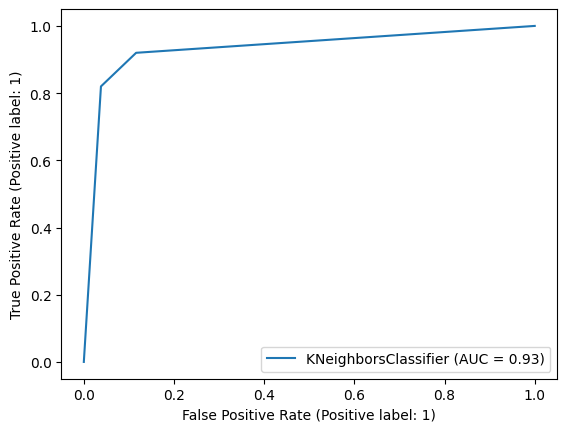 1.0
0.8
0.6
0.4
0.2
0.0
True Positive Rate (Positive label: 1)
KNeighborsClassifier (AUC = 0.93)
0.0 0.2 0.4 0.6 0.8 1.0
False Positive Rate (Positive label: 1)